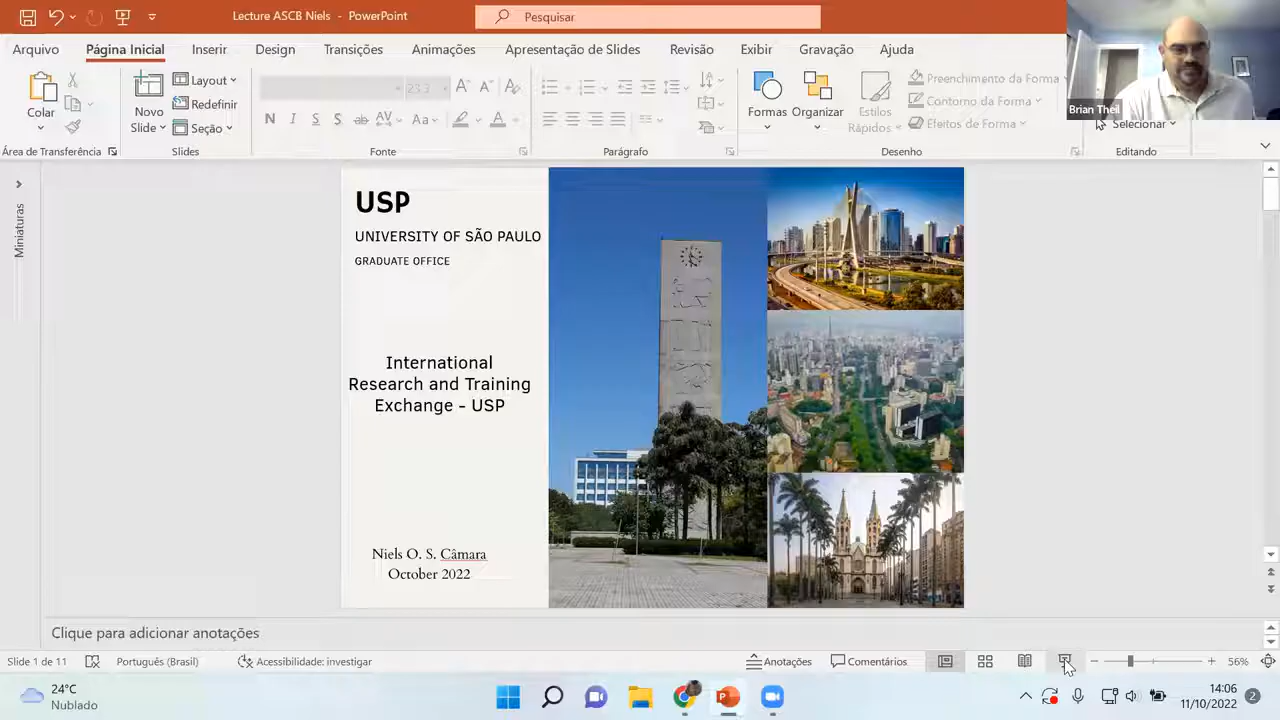 Lecture ASCB Niels - PowerPoint
Pesquisar
Arquivo Página Inicial Inserir Design Transições Animações Apresentação de Slides Revisão Exibir Gravação Ajuda
Colar
Novo
Slide
Layout
Redefinir
Seção
N I S ab AV Aa A
Formas
Organizar
Estilos
Rápidos
Preenchimento da Forma
Contorno da Forma
Efeitos de Forma
Selecionar
Brian Theil
Área de Transferência Slides Fonte Parágrafo Desenho Editando
Miniaturas
USP
UNIVERSITY OF SÃO PAULO
GRADUATE OFFICE
International
Research and Training
Exchange - USP
Niels O. S. Câmara
October 2022
Clique para adicionar anotações
Slide 1 de 11 Português (Brasil) Acessibilidade: investigar Anotações Comentários 56%
24°C
Nublado
14:06
11/10/2022
2